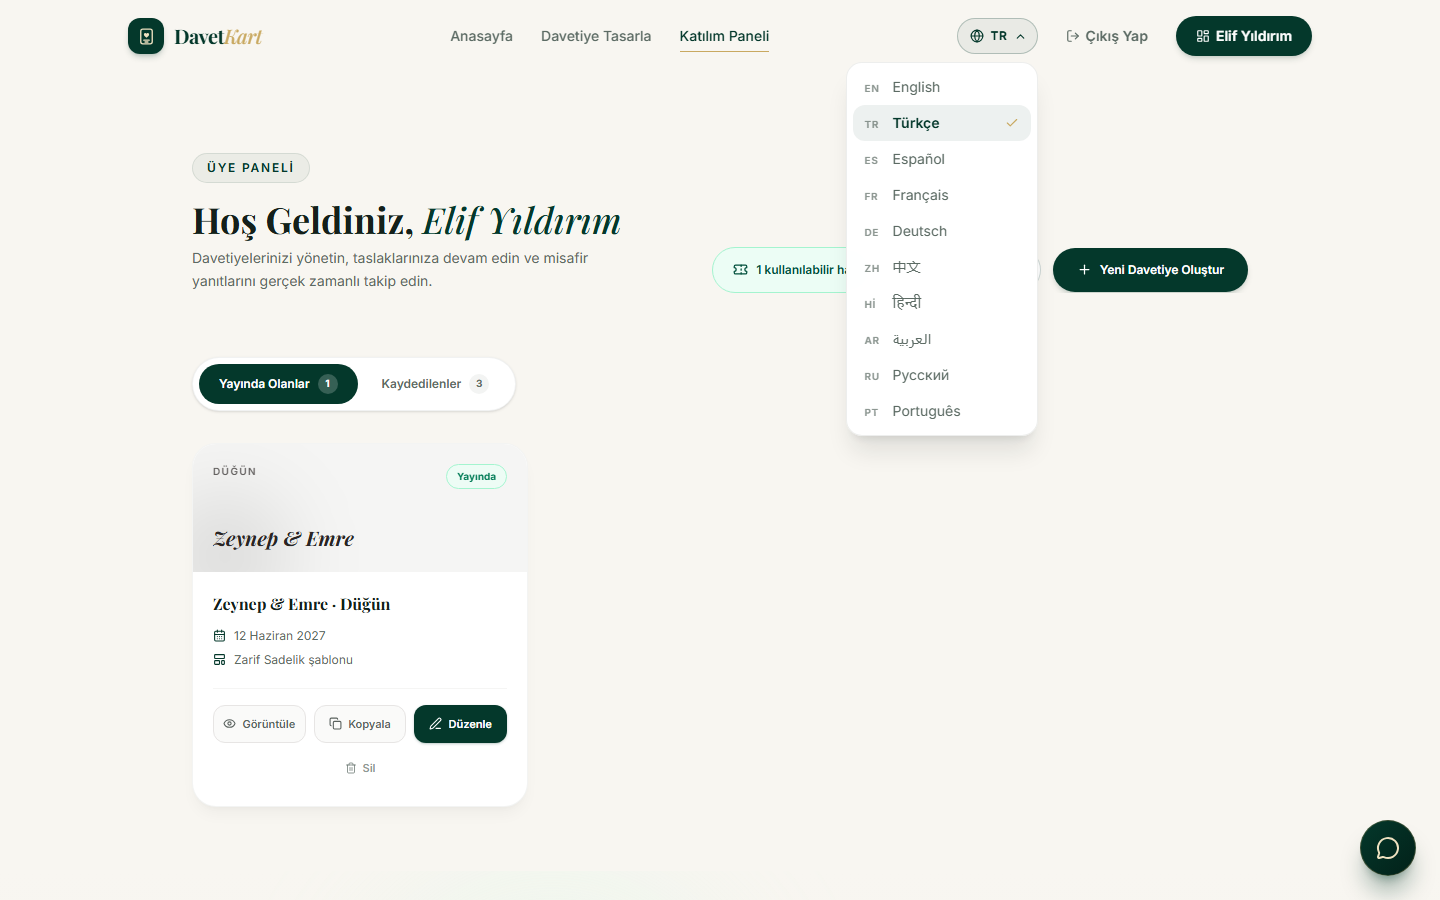 DavetKart
Anasayfa
Davetiye Tasarla
Katılım Paneli
TR
Çıkış Yap
Elif Yıldırım
EN English
TR Türkçe
ES Español
FR Français
DE Deutsch
ZH 中文
Hİ हिन्दी
AR العربية
RU Русский
PT Português
ÜYE PANELİ
Hoş Geldiniz, Elif Yıldırım
Davetiyelerinizi yönetin, taslaklarınıza devam edin ve misafir
yanıtlarını gerçek zamanlı takip edin.
1 kullanılabilir
Yeni Davetiye Oluştur
Yayında Olanlar 1
Kaydedilenler 3
DÜĞÜN
Yayında
Zeynep & Emre
Zeynep & Emre · Düğün
12 Haziran 2027
Zarif Sadelik şablonu
Görüntüle
Kopyala
Düzenle
Sil